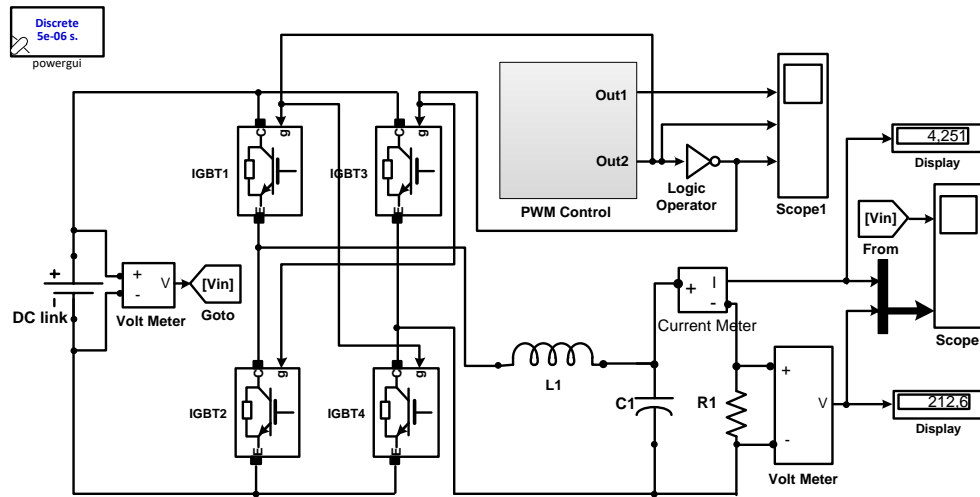 Discrete
5e-06 s.
powergui
PWM Control
Out1
Out2
Logic
Operator
Scope1
4,251
Display
C
g
E
IGBT1
C
g
E
IGBT3
[Vin]
From
Scope
+
-
DC link
+
-
V
Volt Meter
[Vin]
Goto
+
I
-
Current Meter
L1
C
g
E
IGBT2
C
g
E
IGBT4
C1
R1
+
-
V
Volt Meter
212,6
Display